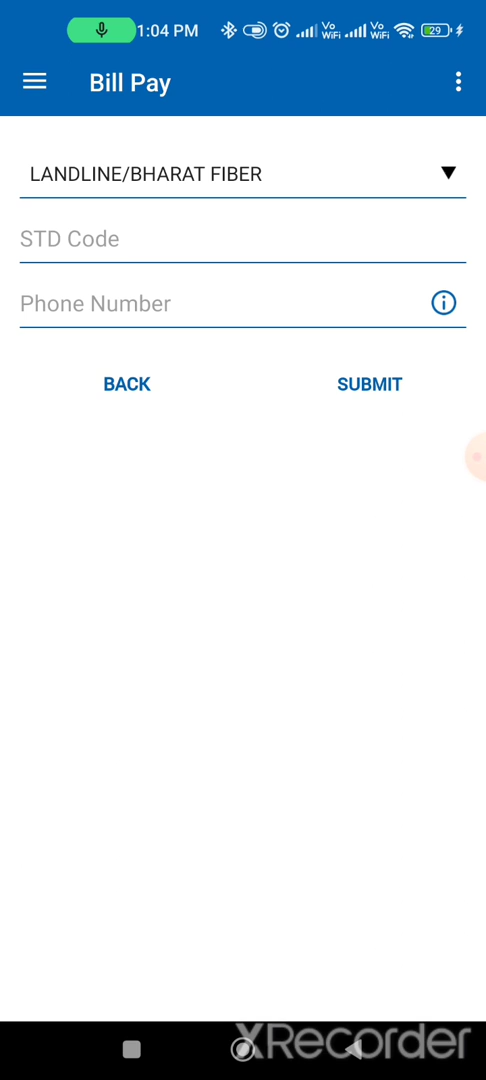 1:04 PM Vo WiFi Vo WiFi 29
Bill Pay
LANDLINE/BHARAT FIBER
STD Code
Phone Number
BACK SUBMIT
XRecorder